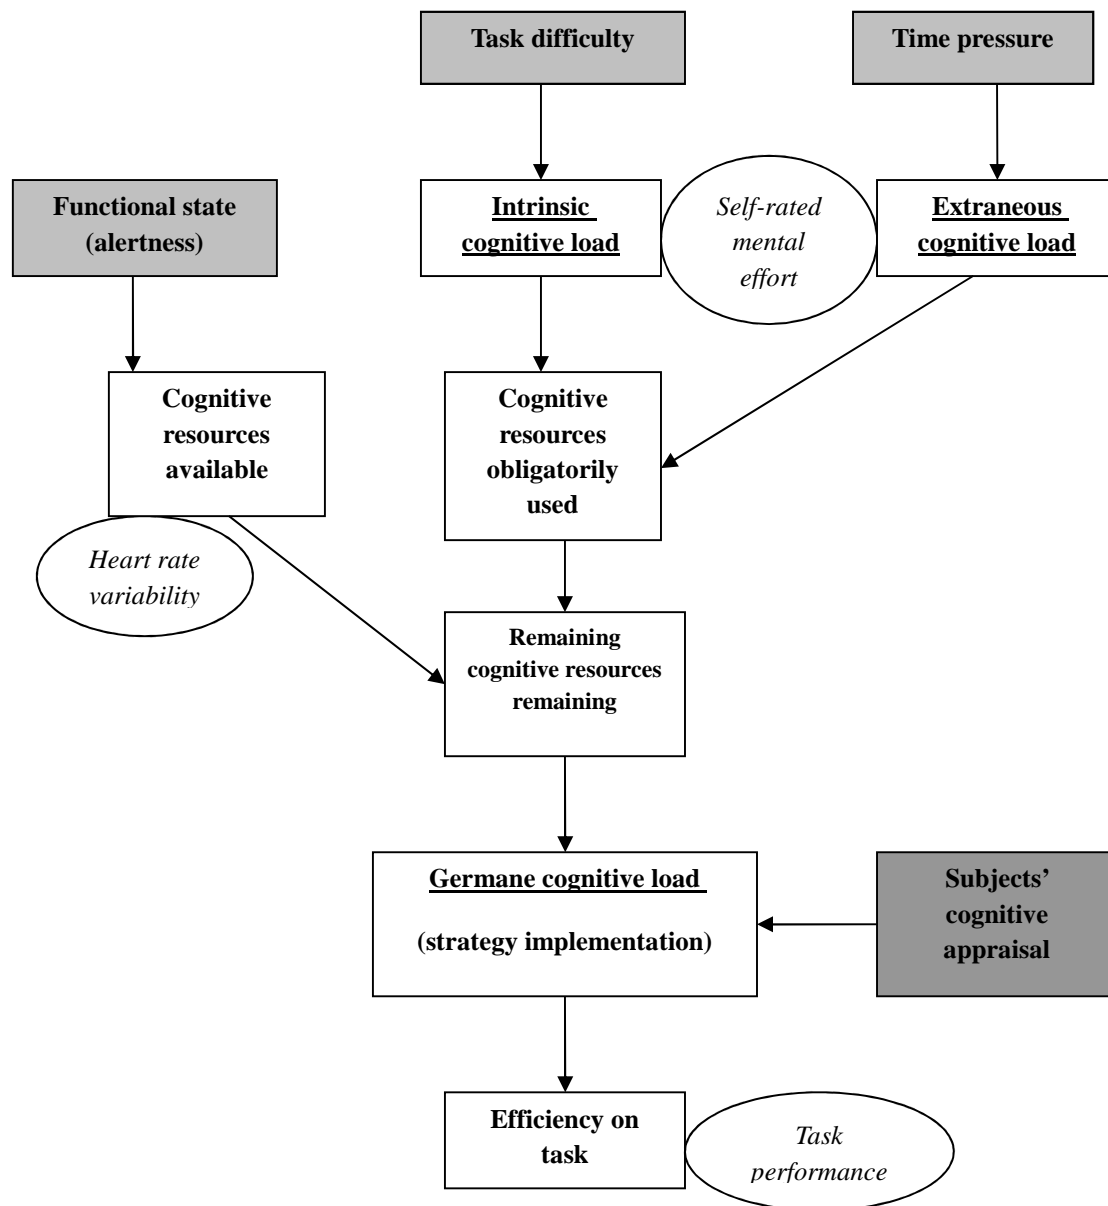 Task difficulty
Time pressure
Functional state
(alertness)
Intrinsic
cognitive load
Self-rated
mental
effort
Extraneous
cognitive load
Cognitive
resources
available
Cognitive
resources
obligatorily
used
Heart rate
variability
Remaining
cognitive resources
remaining
Germane cognitive load
(strategy implementation)
Subjects’
cognitive
appraisal
Efficiency on
task
Task
performance